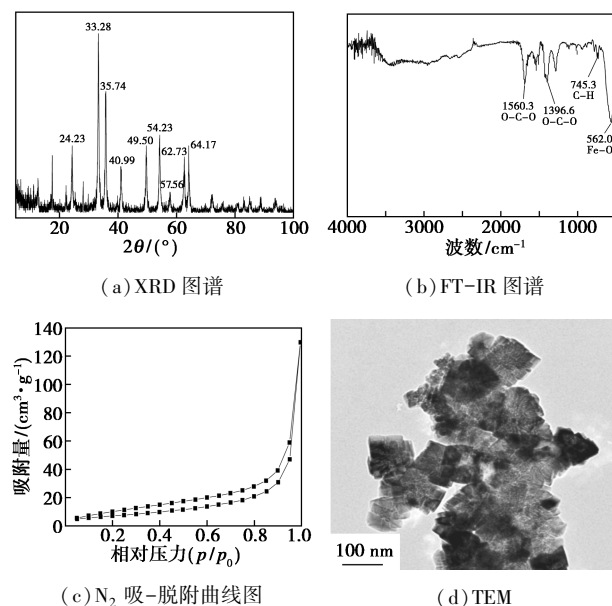 33.28
35.74
24.23
40.99
49.50
54.23
57.56
62.73
64.17
20 40 60 80 100
2θ/(°)
(a)XRD 图谱
1560.3
O-C-O
1396.6
O-C-O
745.3
C-H
562.0
Fe-O
4000 3000 2000 1000
波数/cm⁻¹
(b)FT-IR 图谱
140
120
100
80
60
40
20
0
吸附量/(cm³·g⁻¹)
0.2 0.4 0.6 0.8 1.0
相对压力(p/p₀)
(c)N₂ 吸-脱附曲线图
100 nm
(d)TEM